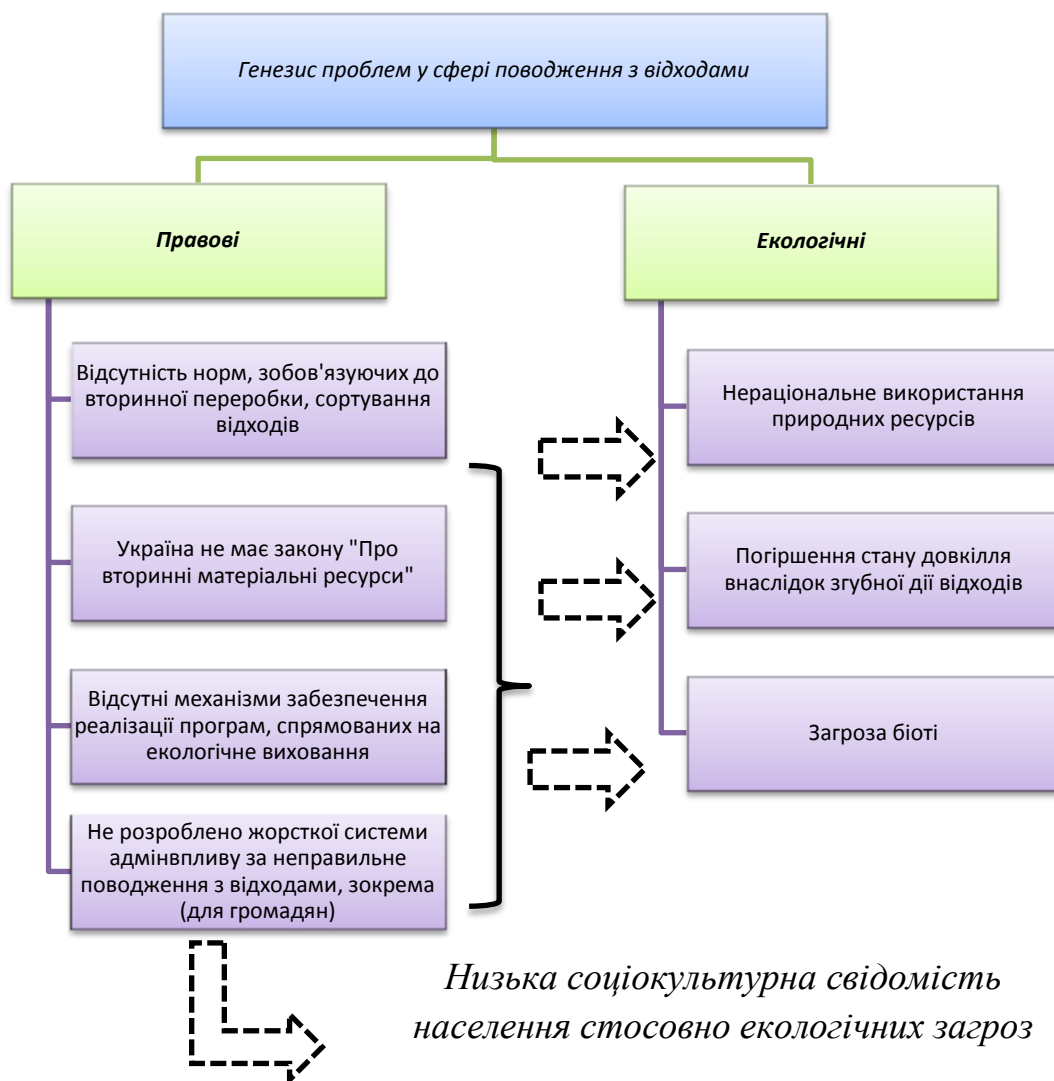 Генезис проблем у сфері поводження з відходами
Правові
Відсутність норм, зобов'язуючих до
вторинної переробки, сортування
відходів
Україна не має закону "Про
вторинні матеріальні ресурси"
Відсутні механізми забезпечення
реалізації програм, спрямованих на
екологічне виховання
Не розроблено жорсткої системи
адмінвпливу за неправильне
поводження з відходами, зокрема
(для громадян)
Екологічні
Нераціональне використання
природних ресурсів
Погіршення стану довкілля
внаслідок згубної дії відходів
Загроза біоті
Низька соціокультурна свідомість
населення стосовно екологічних загроз